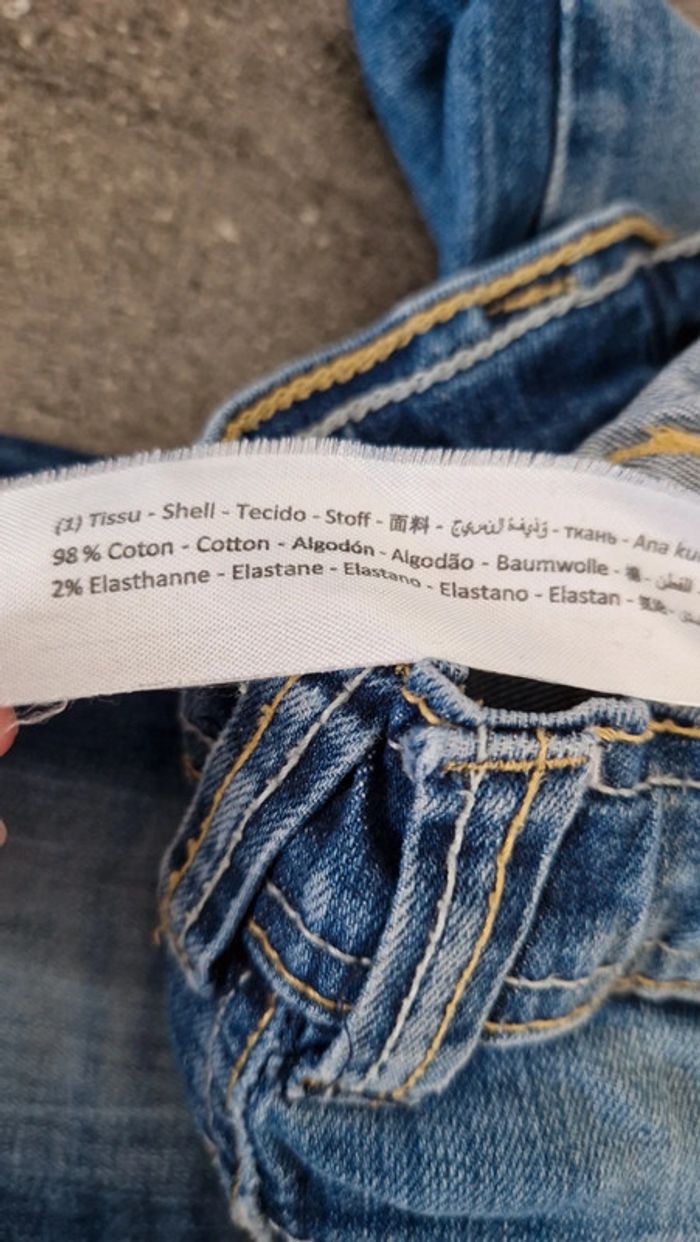 (1) Tissu - Shell - Tecido - Stoff - 面料 - ткань - Ana
98 % Coton - Cotton - Algodón - Algodão - Baumwolle -
2% Elasthanne - Elastane - Elastano - Elastano - Elastan -